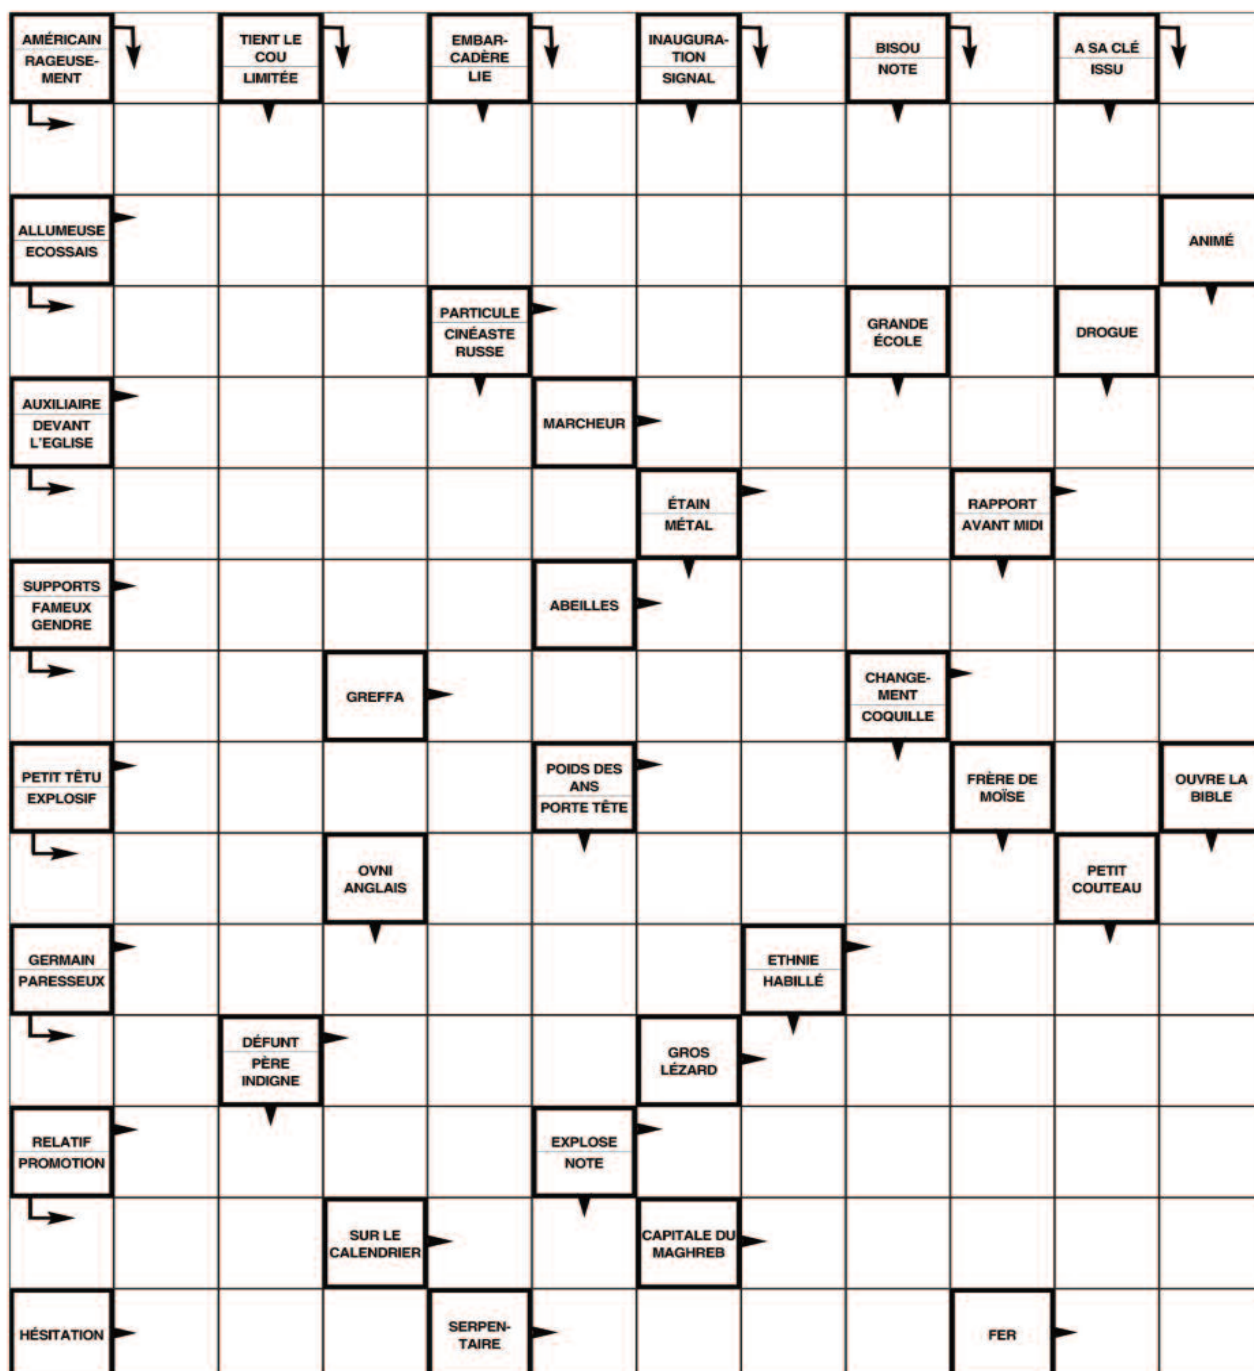 AMÉRICAIN
RAGEUSE-
MENT
TIENT LE
COU
LIMITÉE
EMBAR-
CADÈRE
LIE
INAUGURA-
TION
SIGNAL
BISOU
NOTE
A SA CLÉ
ISSU
ALLUMEUSE
ECOSSAIS
ANIMÉ
PARTICULE
CINÉASTE
RUSSE
GRANDE
ÉCOLE
DROGUE
AUXILIAIRE
DEVANT
L'EGLISE
MARCHEUR
ÉTAIN
MÉTAL
RAPPORT
AVANT MIDI
SUPPORTS
FAMEUX
GENDRE
ABEILLES
GREFFA
CHANGE-
MENT
COQUILLE
PETIT TÊTU
EXPLOSIF
POIDS DES
ANS
PORTE TÊTE
FRÈRE DE
MOÏSE
OUVRE LA
BIBLE
OVNI
ANGLAIS
PETIT
COUTEAU
GERMAIN
PARESSEUX
ETHNIE
HABILLÉ
DÉFUNT
PÈRE
INDIGNE
GROS
LÉZARD
RELATIF
PROMOTION
EXPLOSE
NOTE
SUR LE
CALENDRIER
CAPITALE DU
MAGHREB
HÉSITATION
SERPEN-
TAIRE
FER